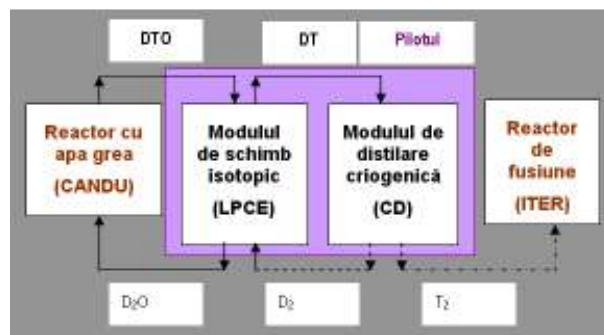 DTO
DT
Pilotul
Reactor cu
apa grea
(CANDU)
Modulul
de schimb
isotopic
(LPCE)
Modulul de
distilare
criogenică
(CD)
Reactor
de
fusiune
(ITER)
D₂O
D₂
T₂